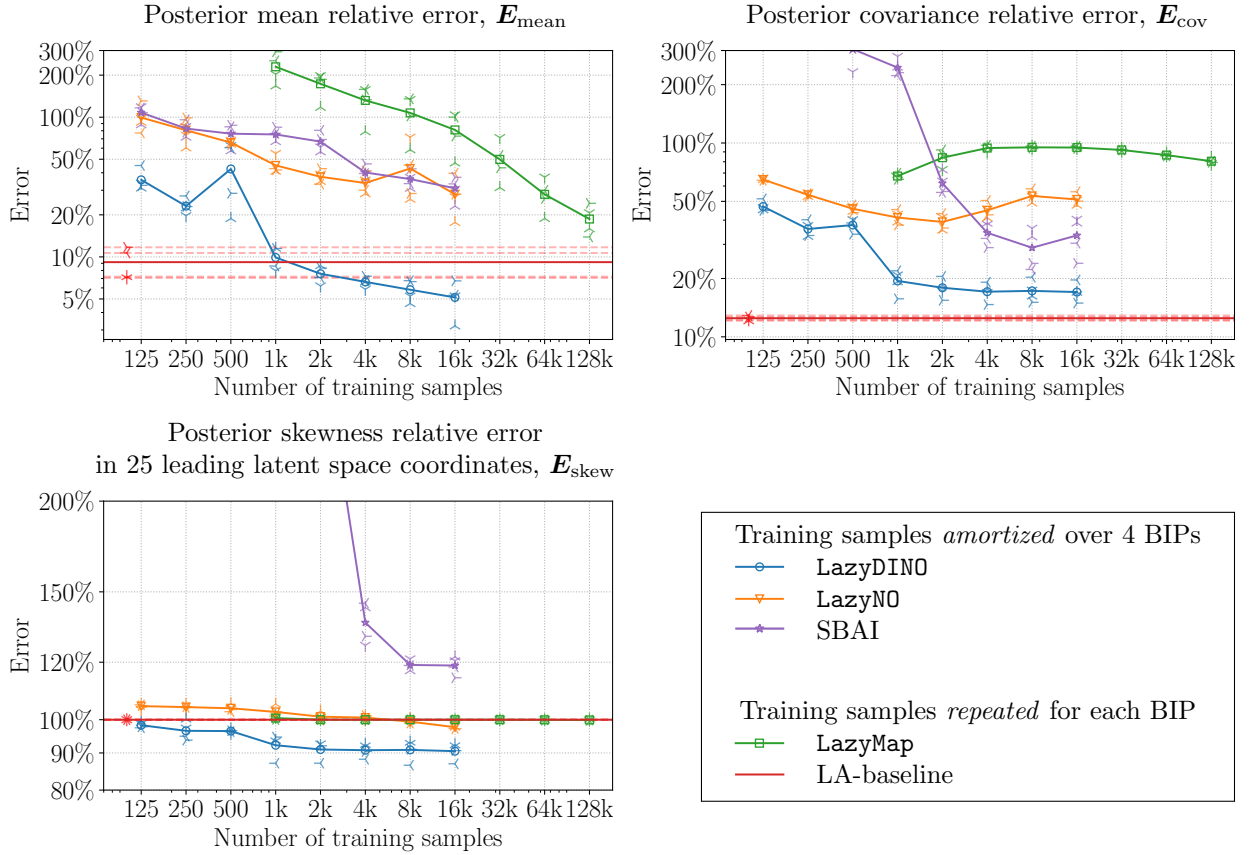 Posterior mean relative error, E_mean
300%
200%
100%
50%
20%
10%
5%
Error
125 250 500 1k 2k 4k 8k 16k 32k 64k 128k
Number of training samples
Posterior covariance relative error, E_cov
300%
200%
100%
50%
20%
10%
Error
125 250 500 1k 2k 4k 8k 16k 32k 64k 128k
Number of training samples
Posterior skewness relative error
in 25 leading latent space coordinates, E_skew
200%
150%
120%
100%
90%
80%
Error
125 250 500 1k 2k 4k 8k 16k 32k 64k 128k
Number of training samples
Training samples amortized over 4 BIPs
LazyDINO
LazyNO
SBAI
Training samples repeated for each BIP
LazyMap
LA-baseline